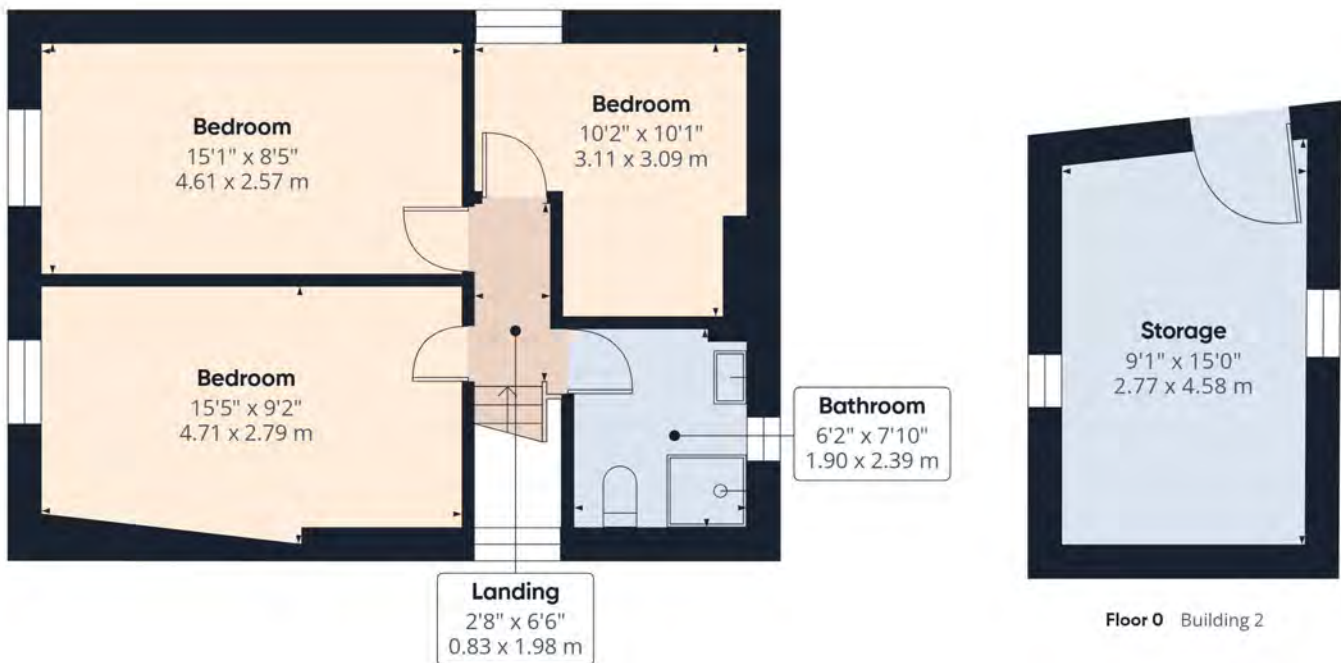 Bedroom
15'1" x 8'5"
4.61 x 2.57 m
Bedroom
10'2" x 10'1"
3.11 x 3.09 m
Bedroom
15'5" x 9'2"
4.71 x 2.79 m
Bathroom
6'2" x 7'10"
1.90 x 2.39 m
Landing
2'8" x 6'6"
0.83 x 1.98 m
Storage
9'1" x 15'0"
2.77 x 4.58 m
Floor 0 Building 2